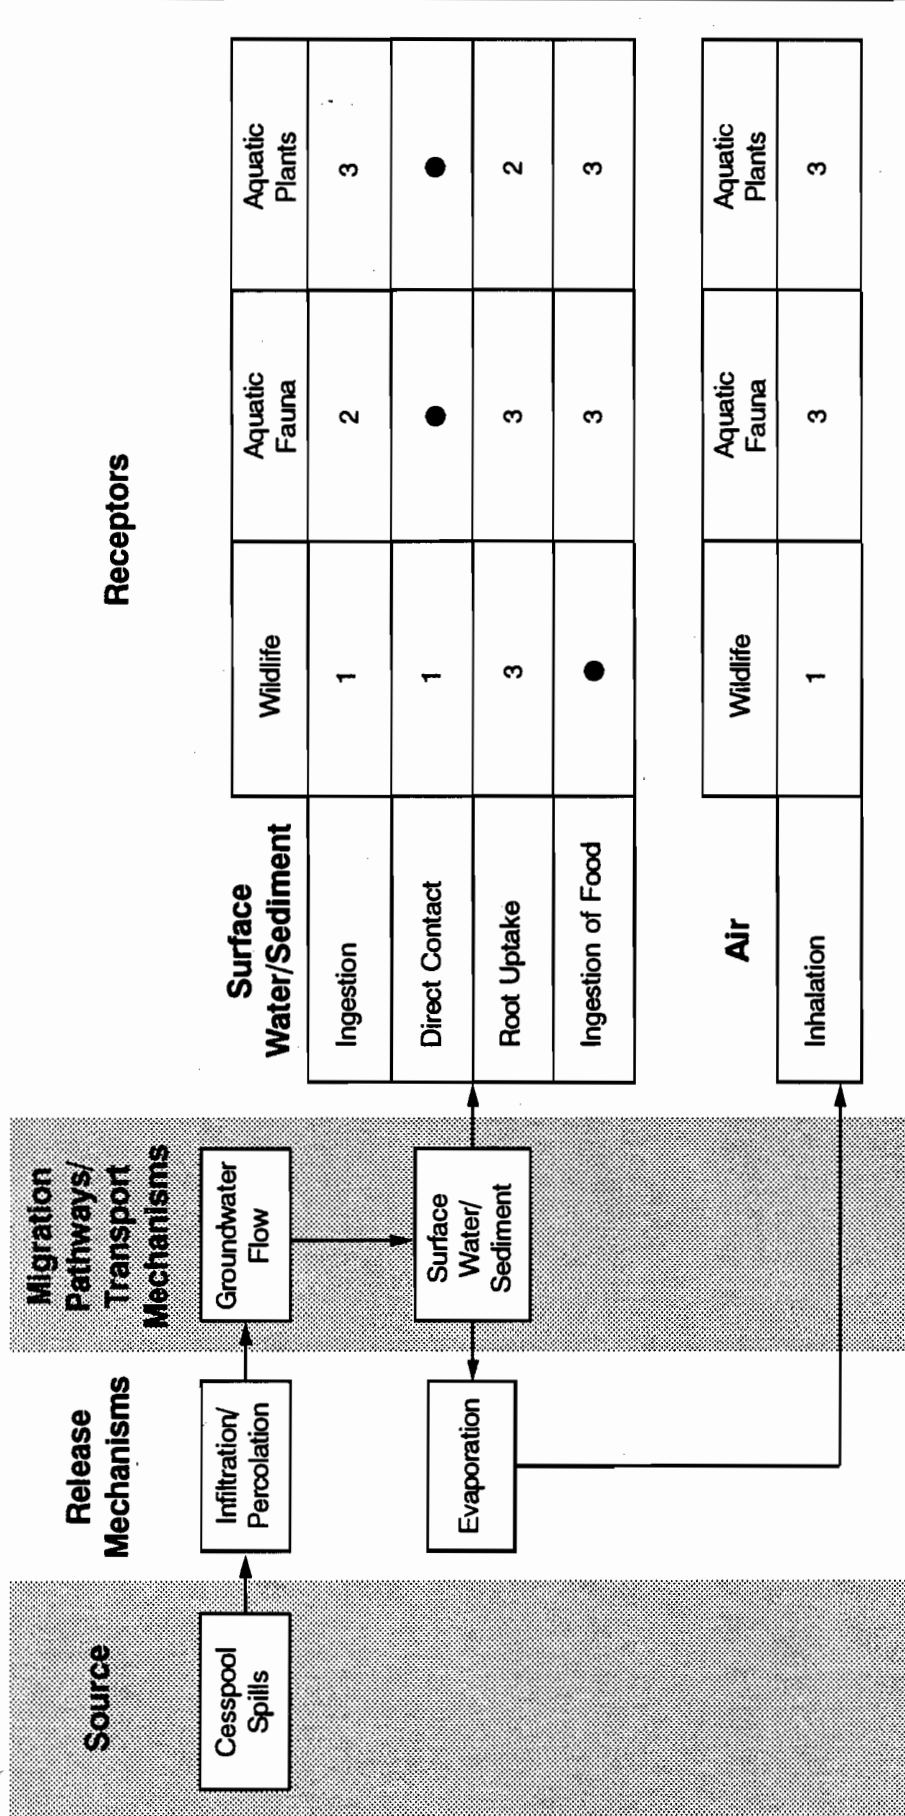 Source
Release
Mechanisms
Migration
Pathways/
Transport
Mechanisms
Receptors
Cesspool
Spills
Infiltration/
Percolation
Groundwater
Flow
Evaporation
Surface
Water/
Sediment
Surface
Water/Sediment
Wildlife
Aquatic
Fauna
Aquatic
Plants
Ingestion
1
2
3
Direct Contact
1
●
●
Root Uptake
3
3
2
Ingestion of Food
●
3
3
Air
Wildlife
Aquatic
Fauna
Aquatic
Plants
Inhalation
1
3
3